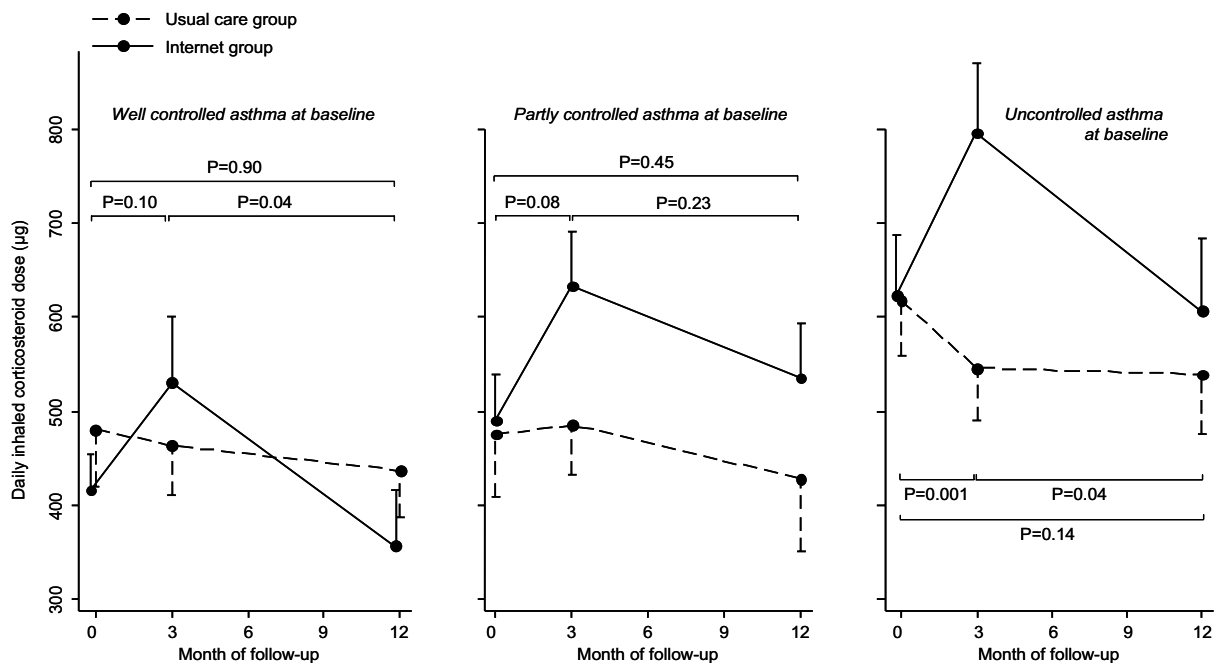 Usual care group
Internet group
Daily inhaled corticosteroid dose (µg)
800
700
600
500
400
300
Well controlled asthma at baseline
P=0.90
P=0.10
P=0.04
0
3
6
9
12
Month of follow-up
Partly controlled asthma at baseline
P=0.45
P=0.08
P=0.23
0
3
6
9
12
Month of follow-up
Uncontrolled asthma
at baseline
P=0.001
P=0.04
P=0.14
0
3
6
9
12
Month of follow-up